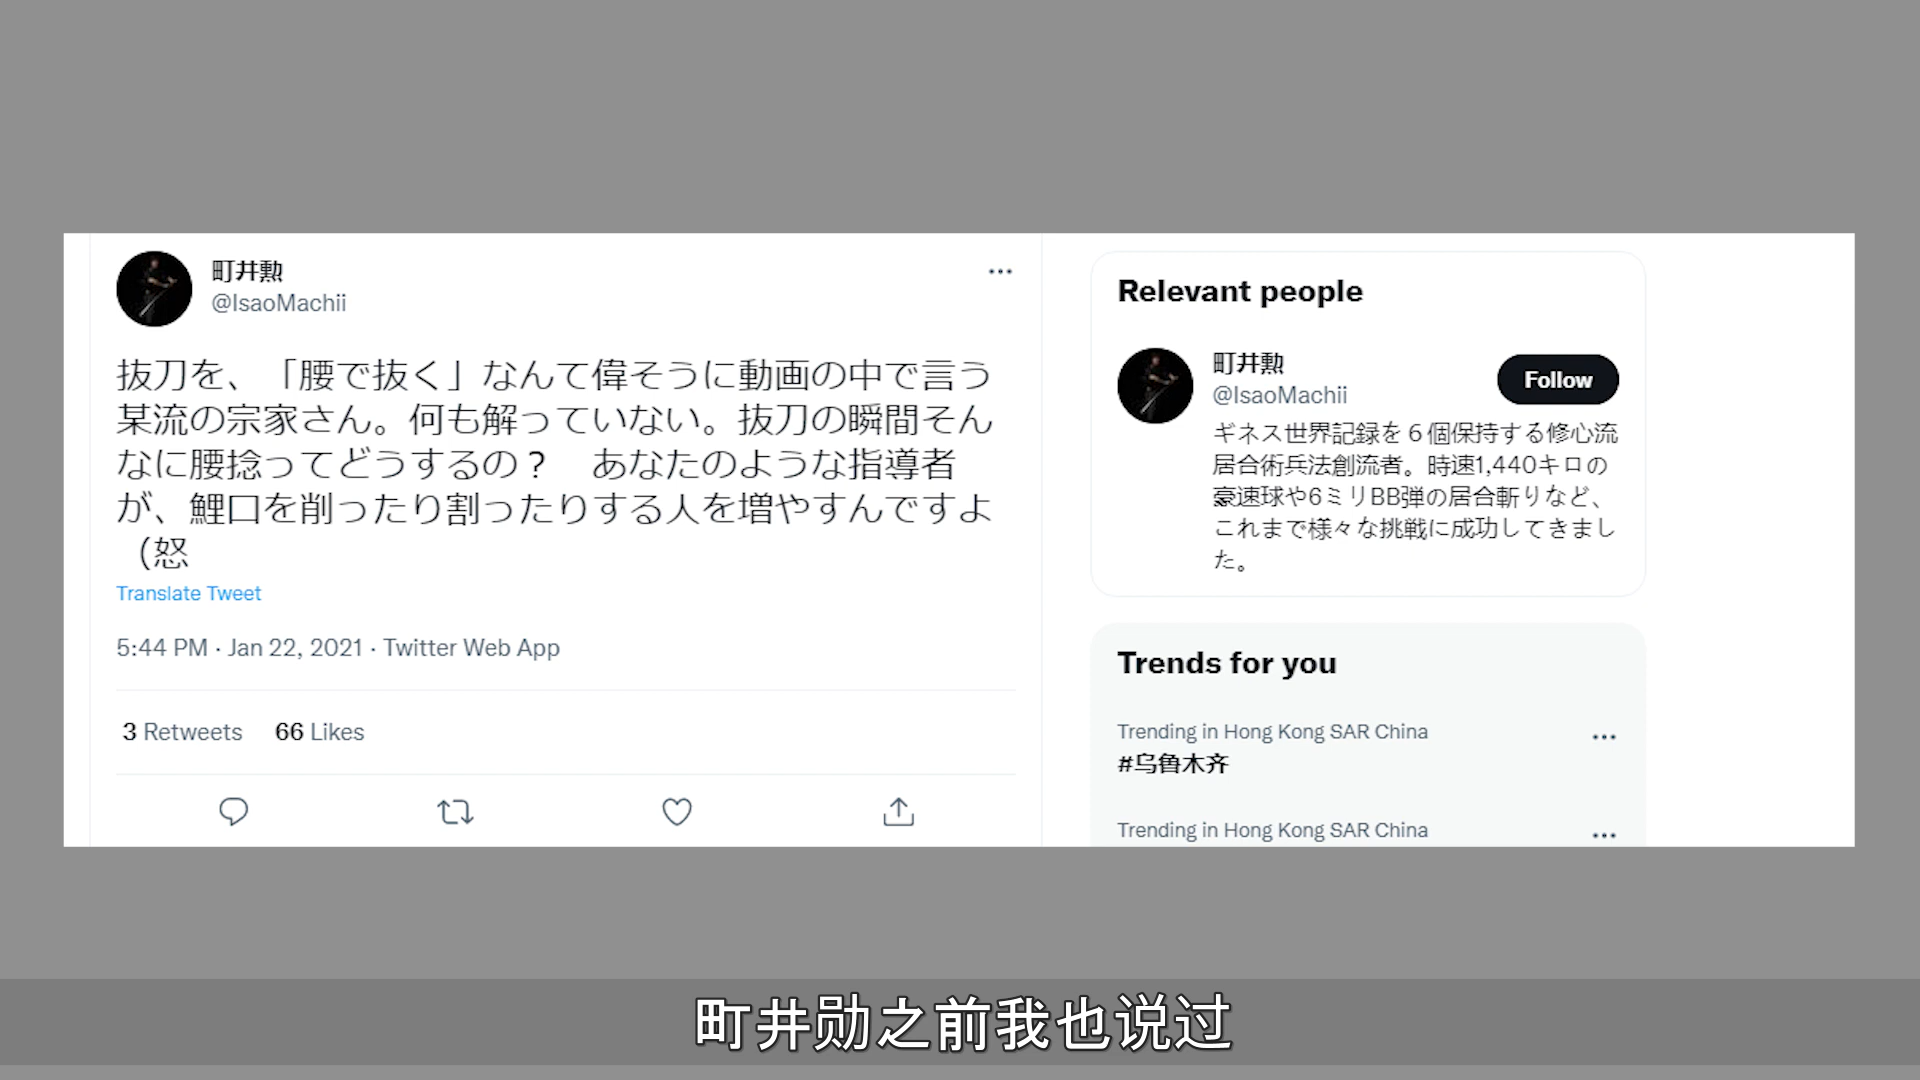 町井勲
@IsaoMachii
抜刀を、「腰で抜く」なんて偉そうに動画の中で言う
某流の宗家さん。何も解っていない。抜刀の瞬間そん
なに腰捻ってどうするの？　あなたのような指導者
が、鯉口を削ったり割ったりする人を増やすんですよ
（怒
Translate Tweet
5:44 PM · Jan 22, 2021 · Twitter Web App
3 Retweets 66 Likes
Relevant people
町井勲
@IsaoMachii
Follow
ギネス世界記録を６個保持する修心流
居合術兵法創流者。時速1,440キロの
豪速球や6ミリBB弾の居合斬りなど、
これまで様々な挑戦に成功してきまし
た。
Trends for you
Trending in Hong Kong SAR China
#乌鲁木齐
Trending in Hong Kong SAR China
町井勋之前我也说过